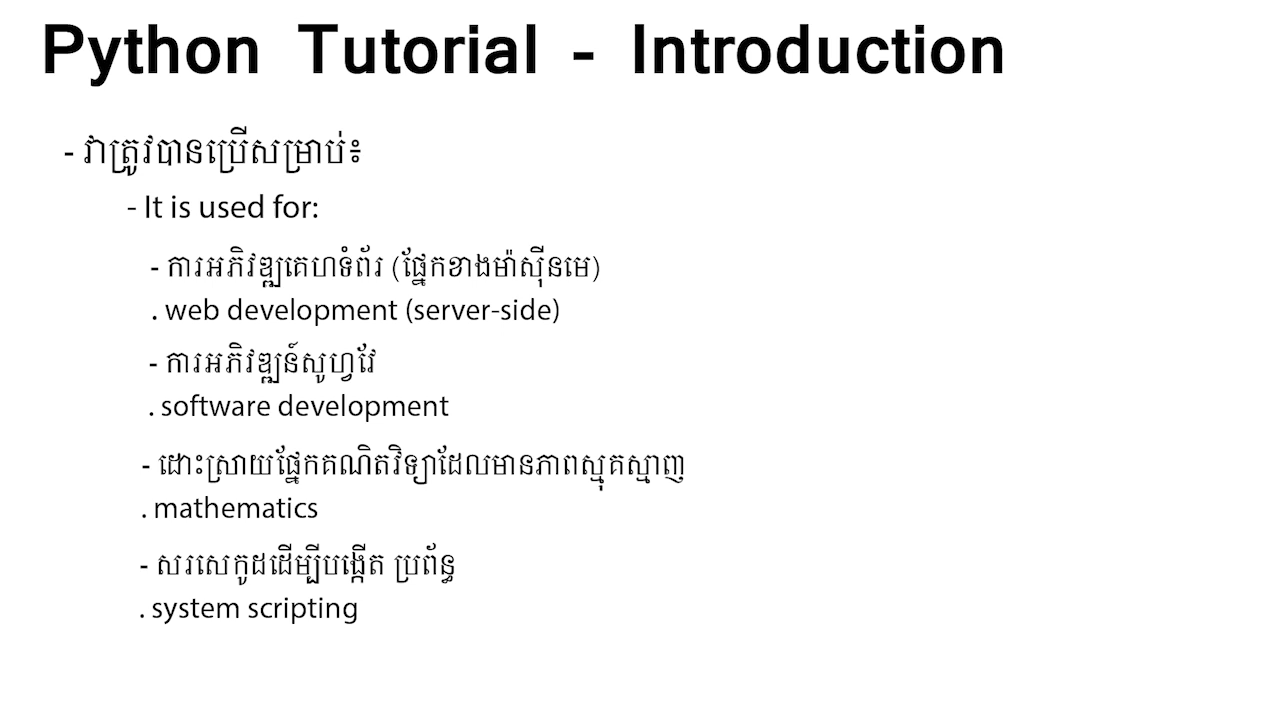 Python Tutorial - Introduction
- វាត្រូវបានប្រើសម្រាប់៖
- It is used for:
- ការអភិវឌ្ឍគេហទំព័រ (ផ្នែកខាងម៉ាស៊ីនមេ)
. web development (server-side)
- ការអភិវឌ្ឍន៍សូហ្វវែ
. software development
- ដោះស្រាយផ្នែកគណិតវិទ្យាដែលមានភាពស្មុគស្មាញ
. mathematics
- សរសេកូដដើម្បីបង្កើត ប្រព័ន្ធ
. system scripting